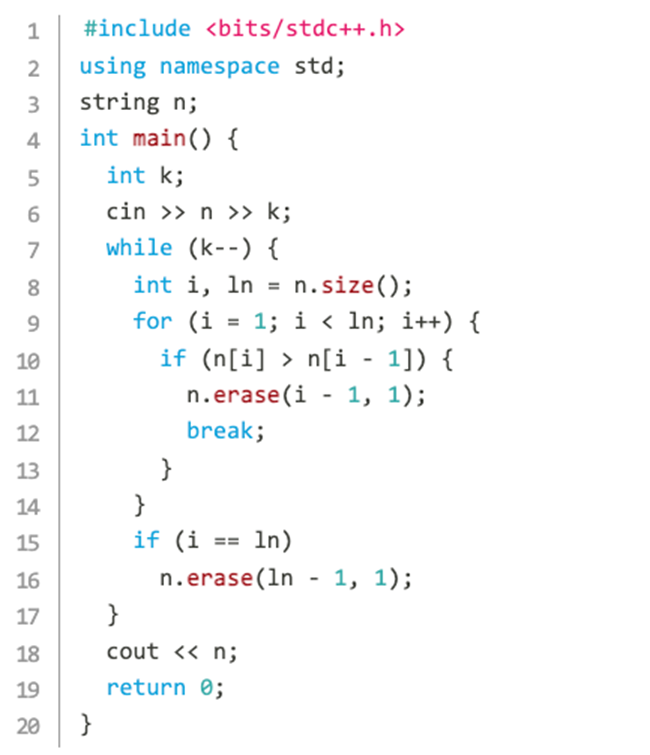 1 #include <bits/stdc++.h>
2 using namespace std;
3 string n;
4 int main() {
5   int k;
6   cin >> n >> k;
7   while (k--) {
8     int i, ln = n.size();
9     for (i = 1; i < ln; i++) {
10       if (n[i] > n[i - 1]) {
11         n.erase(i - 1, 1);
12         break;
13       }
14     }
15     if (i == ln)
16       n.erase(ln - 1, 1);
17   }
18   cout << n;
19   return 0;
20 }